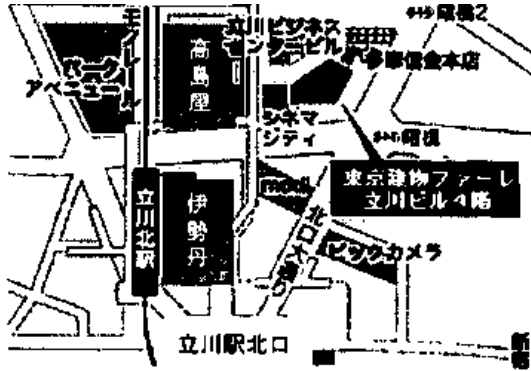 曙橋2
モノレール
高島屋
立川ビジネス
センタービル
多摩信金本店
パーク
アベニュー
シネマ
シティ
曙橋
東京建物ファーレ
立川ビル4階
立川北駅
伊勢丹
北口大通り
ビックカメラ
立川駅北口
新宿